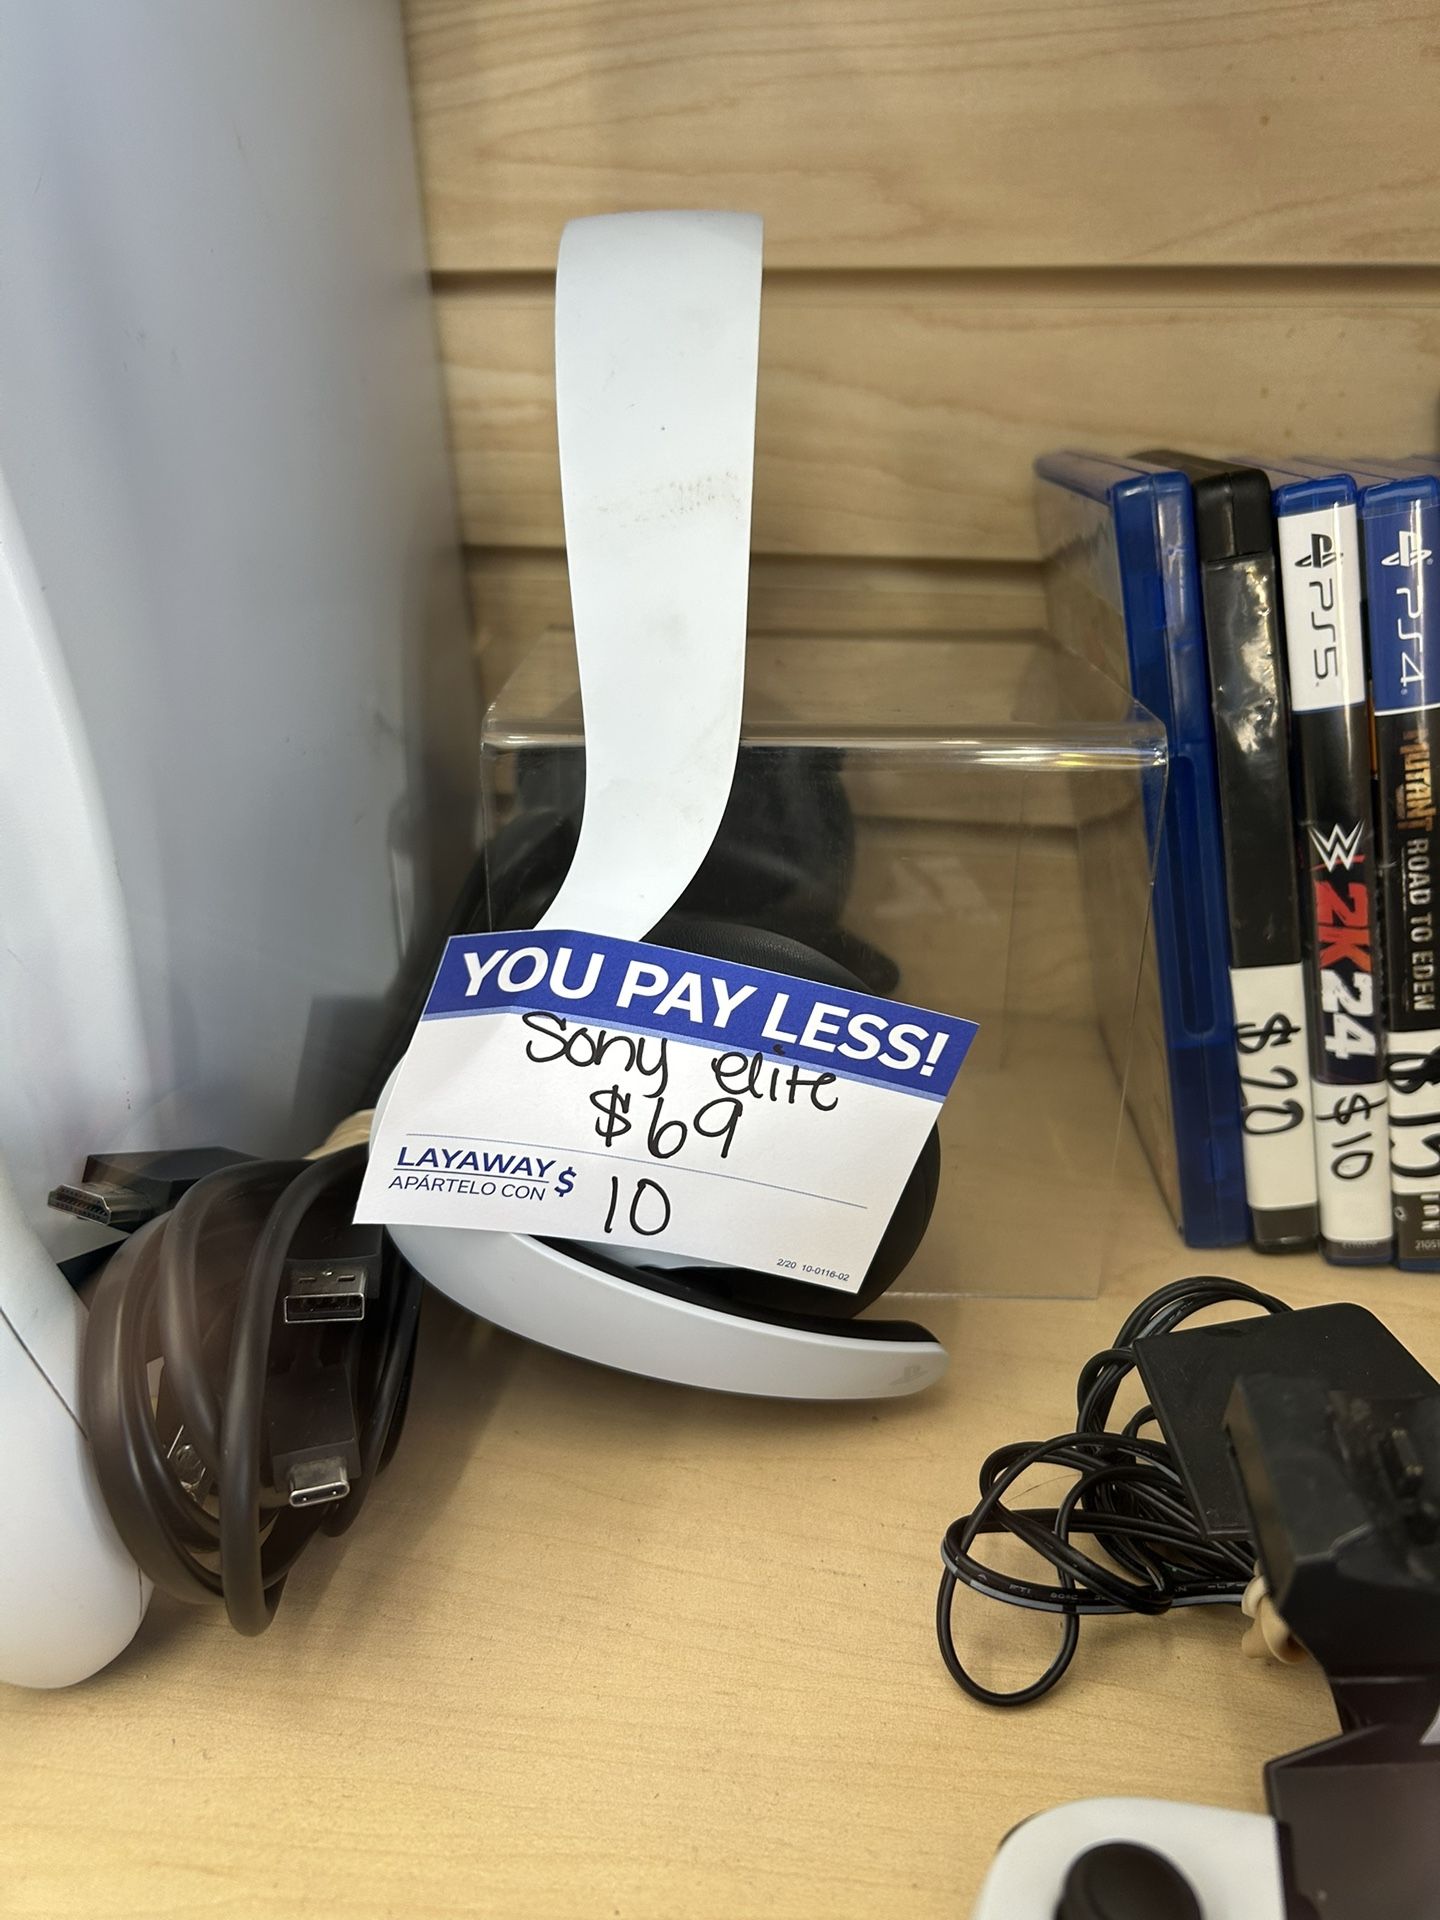 YOU PAY LESS!
Sony elite
$69
LAYAWAY $ 10
APÁRTELO CON
2/20 10-0116-02
$20
PS5
W 2K24
$10
PS4
MUTANT ROAD TO EDEN